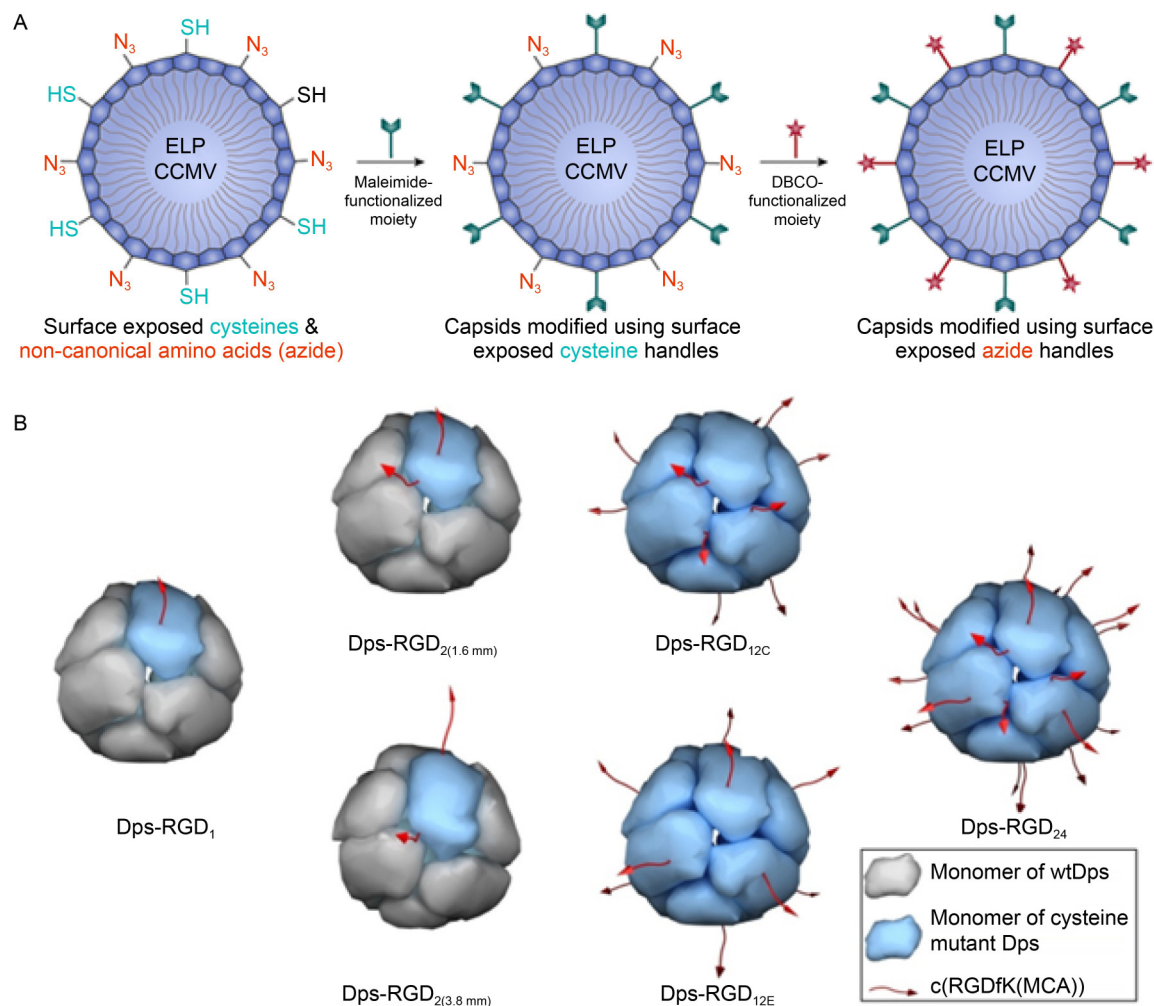 A
SH
N3
N3
HS
SH
N3
ELP
CCMV
N3
HS
SH
N3
N3
SH
Surface exposed cysteines &
non-canonical amino acids (azide)
Maleimide-
functionalized
moiety
N3
N3
N3
ELP
CCMV
N3
N3
N3
Capsids modified using surface
exposed cysteine handles
DBCO-
functionalized
moiety
ELP
CCMV
Capsids modified using surface
exposed azide handles
B
Dps-RGD1
Dps-RGD2(1.6 mm)
Dps-RGD12C
Dps-RGD2(3.8 mm)
Dps-RGD12E
Dps-RGD24
Monomer of wtDps
Monomer of cysteine
mutant Dps
c(RGDfK(MCA))